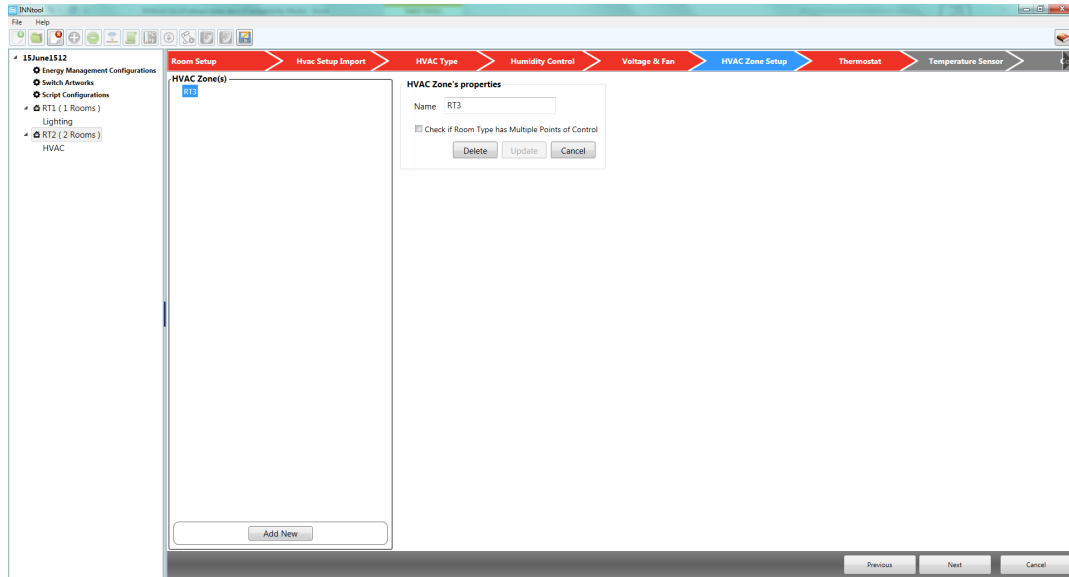 INNtool
File Help
15June1512
Energy Management Configurations
Switch Artworks
Script Configurations
RT1 ( 1 Rooms )
Lighting
RT2 ( 2 Rooms )
HVAC
Room Setup
Hvac Setup Import
HVAC Type
Humidity Control
Voltage & Fan
HVAC Zone Setup
Thermostat
Temperature Sensor
HVAC Zone(s)
RT3
Add New
HVAC Zone's properties
Name RT3
Check if Room Type has Multiple Points of Control
Delete Update Cancel
Previous Next Cancel